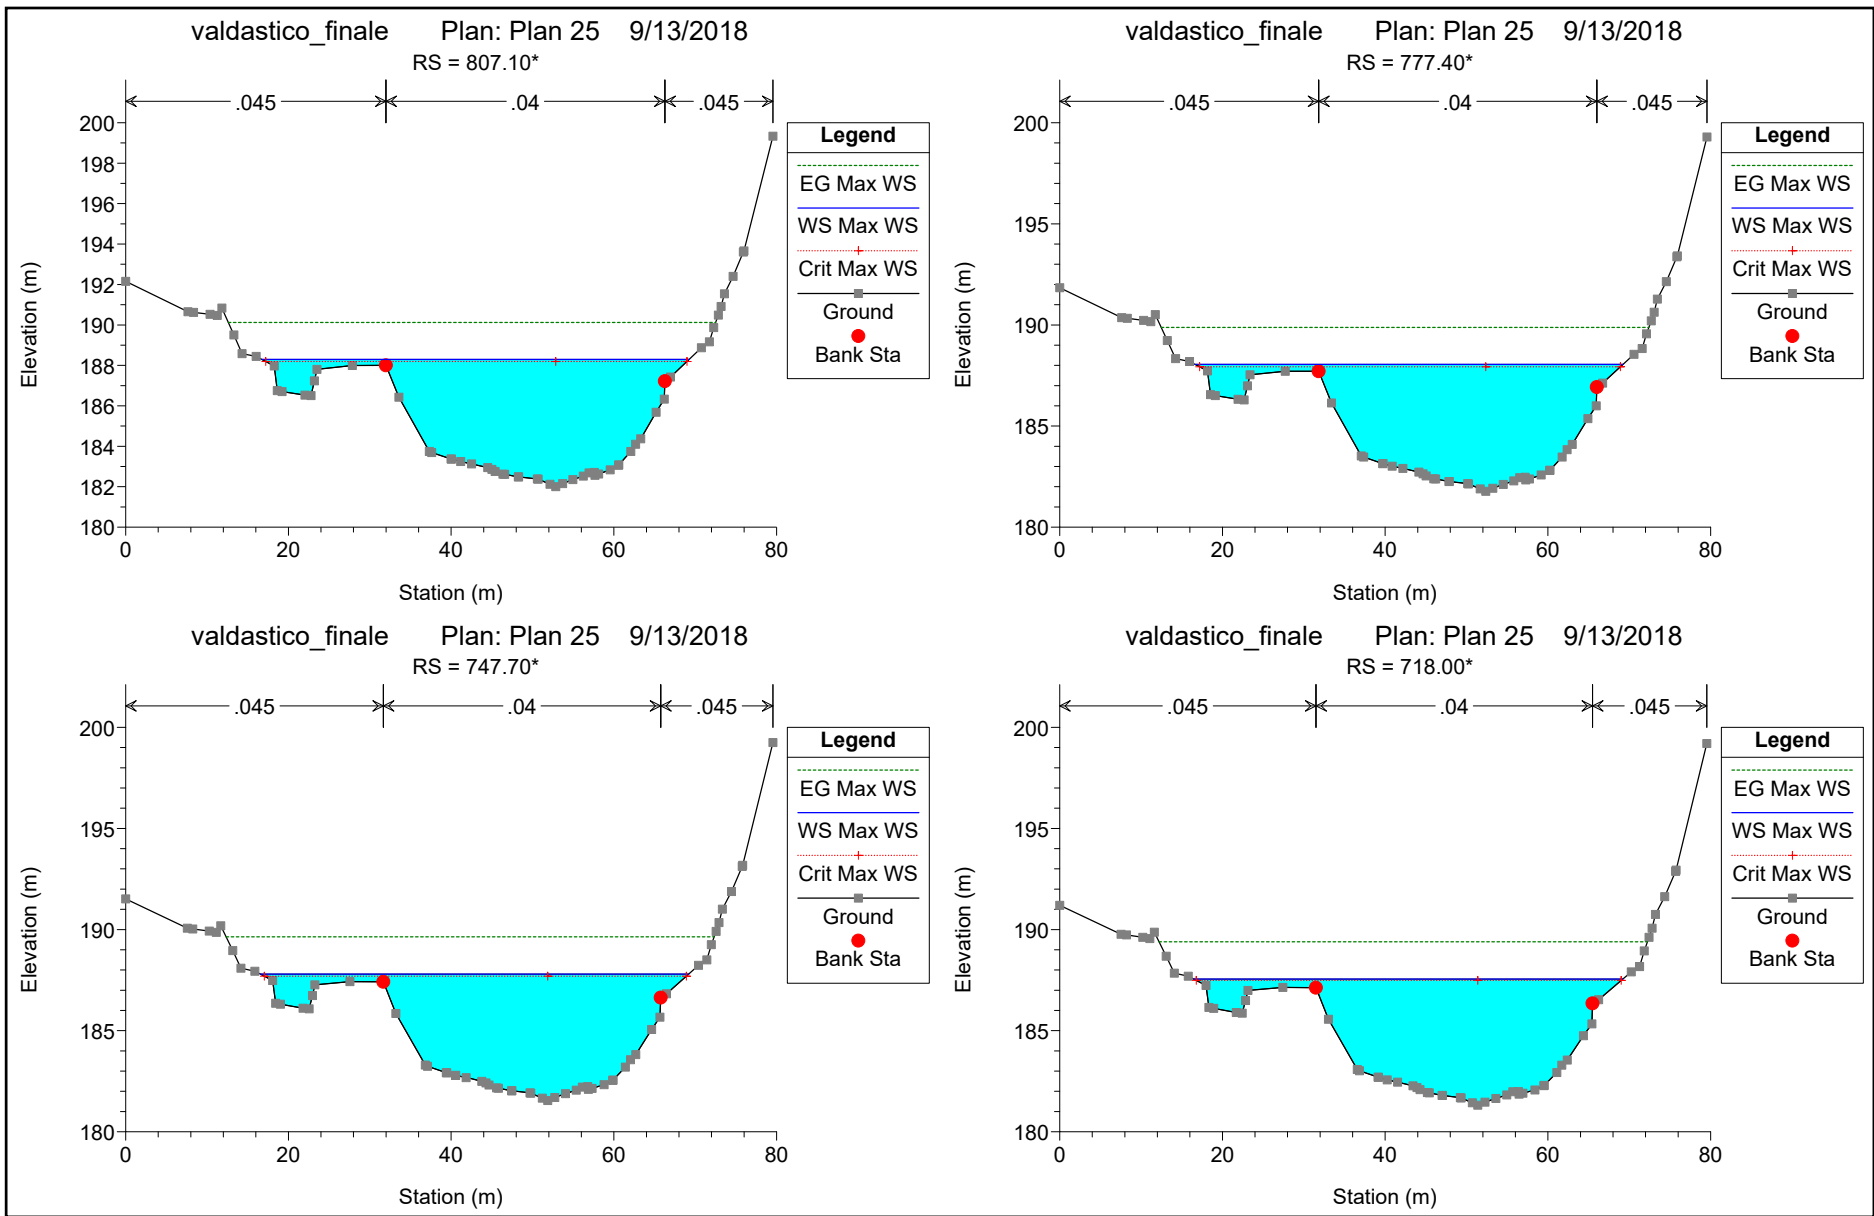 valdastico_finale Plan: Plan 25 9/13/2018
RS = 807.10*
.045 .04 .045
200
198
196
194
192
190
188
186
184
182
180
0 20 40 60 80
Station (m)
Elevation (m)
Legend
EG Max WS
WS Max WS
Crit Max WS
Ground
Bank Sta
valdastico_finale Plan: Plan 25 9/13/2018
RS = 777.40*
.045 .04 .045
200
195
190
185
180
0 20 40 60 80
Station (m)
Elevation (m)
Legend
EG Max WS
WS Max WS
Crit Max WS
Ground
Bank Sta
valdastico_finale Plan: Plan 25 9/13/2018
RS = 747.70*
.045 .04 .045
200
195
190
185
180
0 20 40 60 80
Station (m)
Elevation (m)
Legend
EG Max WS
WS Max WS
Crit Max WS
Ground
Bank Sta
valdastico_finale Plan: Plan 25 9/13/2018
RS = 718.00*
.045 .04 .045
200
195
190
185
180
0 20 40 60 80
Station (m)
Elevation (m)
Legend
EG Max WS
WS Max WS
Crit Max WS
Ground
Bank Sta